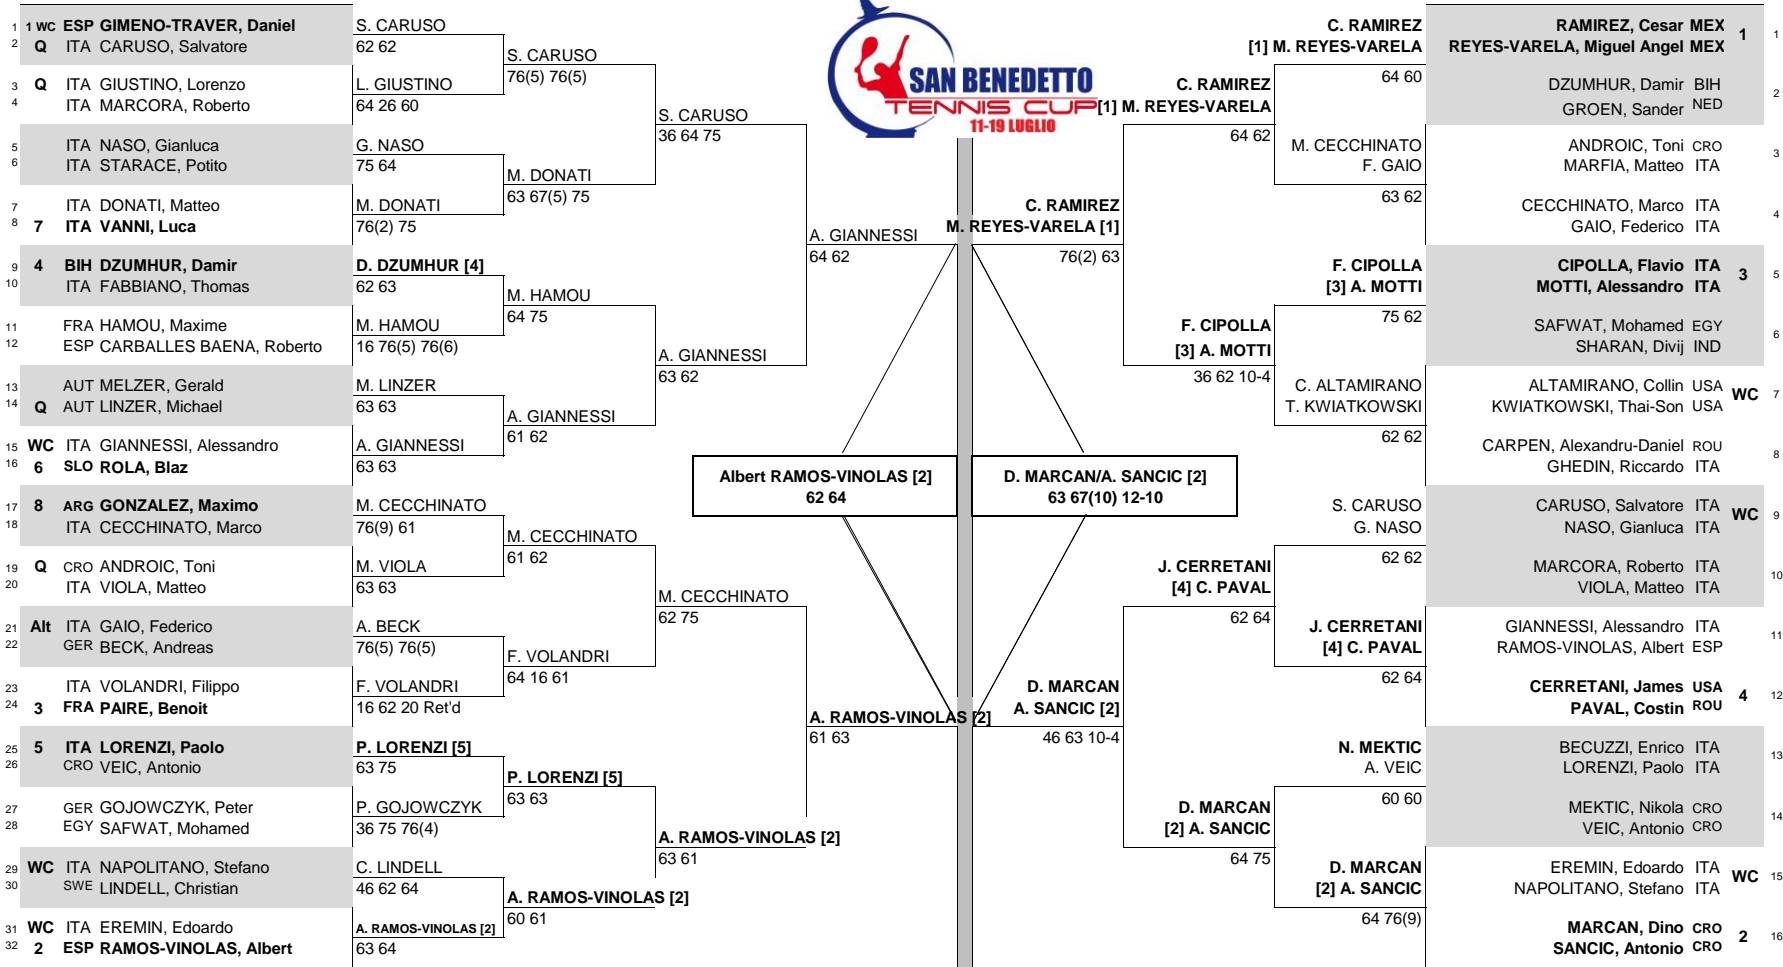 1 1 WC ESP GIMENO-TRAVER, Daniel
2 Q ITA CARUSO, Salvatore
3 Q ITA GIUSTINO, Lorenzo
4 ITA MARCORA, Roberto
5 ITA NASO, Gianluca
6 ITA STARACE, Potito
7 ITA DONATI, Matteo
8 7 ITA VANNI, Luca
9 4 BIH DZUMHUR, Damir
10 ITA FABBIANO, Thomas
11 FRA HAMOU, Maxime
12 ESP CARBALLES BAENA, Roberto
13 AUT MELZER, Gerald
14 Q AUT LINZER, Michael
15 WC ITA GIANNESSI, Alessandro
16 6 SLO ROLA, Blaz
17 8 ARG GONZALEZ, Maximo
18 ITA CECCHINATO, Marco
19 Q CRO ANDROIC, Toni
20 ITA VIOLA, Matteo
21 Alt ITA GAIO, Federico
22 GER BECK, Andreas
23 ITA VOLANDRI, Filippo
24 3 FRA PAIRE, Benoit
25 5 ITA LORENZI, Paolo
26 CRO VEIC, Antonio
27 GER GOJOWCZYK, Peter
28 EGY SAFWAT, Mohamed
29 WC ITA NAPOLITANO, Stefano
30 SWE LINDELL, Christian
31 WC ITA EREMIN, Edoardo
32 2 ESP RAMOS-VINOLAS, Albert
S. CARUSO
62 62
L. GIUSTINO
64 26 60
G. NASO
75 64
M. DONATI
76(2) 75
D. DZUMHUR [4]
62 63
M. HAMOU
16 76(5) 76(6)
M. LINZER
63 63
A. GIANNESSI
63 63
M. CECCHINATO
76(9) 61
M. VIOLA
63 63
A. BECK
76(5) 76(5)
F. VOLANDRI
16 62 20 Ret'd
P. LORENZI [5]
63 75
P. GOJOWCZYK
36 75 76(4)
C. LINDELL
46 62 64
A. RAMOS-VINOLAS [2]
63 64
S. CARUSO
76(5) 76(5)
M. DONATI
63 67(5) 75
M. HAMOU
64 75
A. GIANNESSI
61 62
M. CECCHINATO
61 62
F. VOLANDRI
64 16 61
P. LORENZI [5]
63 63
A. RAMOS-VINOLAS [2]
60 61
S. CARUSO
36 64 75
A. GIANNESSI
63 62
M. CECCHINATO
62 75
A. RAMOS-VINOLAS [2]
63 61
A. GIANNESSI
64 62
A. RAMOS-VINOLAS [2]
61 63
Albert RAMOS-VINOLAS [2]
62 64
SAN BENEDETTO
TENNIS CUP
11-19 LUGLIO
D. MARCAN/A. SANCIC [2]
63 67(10) 12-10
C. RAMIREZ
M. REYES-VARELA [1]
76(2) 63
D. MARCAN
A. SANCIC [2]
46 63 10-4
C. RAMIREZ
[1] M. REYES-VARELA
64 62
F. CIPOLLA
[3] A. MOTTI
36 62 10-4
J. CERRETANI
[4] C. PAVAL
62 64
D. MARCAN
[2] A. SANCIC
64 75
C. RAMIREZ
[1] M. REYES-VARELA
64 60
M. CECCHINATO
F. GAIO
63 62
F. CIPOLLA
[3] A. MOTTI
75 62
C. ALTAMIRANO
T. KWIATKOWSKI
62 62
S. CARUSO
G. NASO
62 62
J. CERRETANI
[4] C. PAVAL
62 64
N. MEKTIC
A. VEIC
60 60
D. MARCAN
[2] A. SANCIC
64 76(9)
RAMIREZ, Cesar MEX 1 1
REYES-VARELA, Miguel Angel MEX
DZUMHUR, Damir BIH 2
GROEN, Sander NED
ANDROIC, Toni CRO 3
MARFIA, Matteo ITA
CECCHINATO, Marco ITA 4
GAIO, Federico ITA
CIPOLLA, Flavio ITA 3 5
MOTTI, Alessandro ITA
SAFWAT, Mohamed EGY 6
SHARAN, Divij IND
ALTAMIRANO, Collin USA WC 7
KWIATKOWSKI, Thai-Son USA
CARPEN, Alexandru-Daniel ROU 8
GHEDIN, Riccardo ITA
CARUSO, Salvatore ITA WC 9
NASO, Gianluca ITA
MARCORA, Roberto ITA 10
VIOLA, Matteo ITA
GIANNESSI, Alessandro ITA 11
RAMOS-VINOLAS, Albert ESP
CERRETANI, James USA 4 12
PAVAL, Costin ROU
BECUZZI, Enrico ITA 13
LORENZI, Paolo ITA
MEKTIC, Nikola CRO 14
VEIC, Antonio CRO
EREMIN, Edoardo ITA WC 15
NAPOLITANO, Stefano ITA
MARCAN, Dino CRO 2 16
SANCIC, Antonio CRO